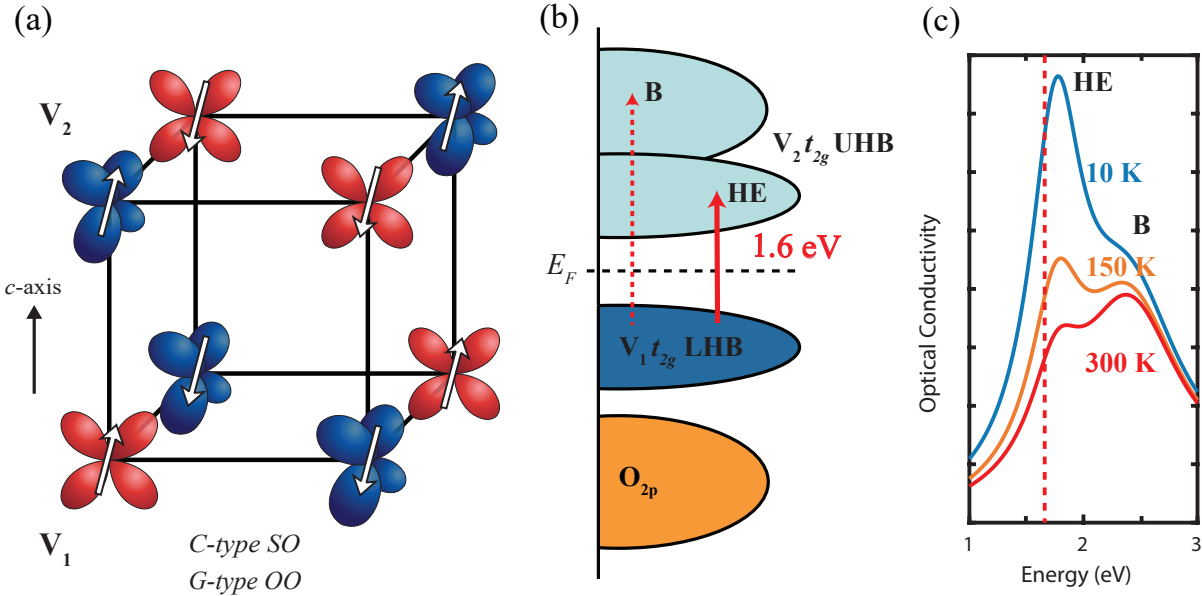 (a)
V₂
c-axis
V₁
C-type SO
G-type OO
(b)
B
V₂ t₂g UHB
HE
1.6 eV
E_F
V₁ t₂g LHB
O₂p
(c)
HE
10 K
B
150 K
300 K
Optical Conductivity
1 2 3
Energy (eV)